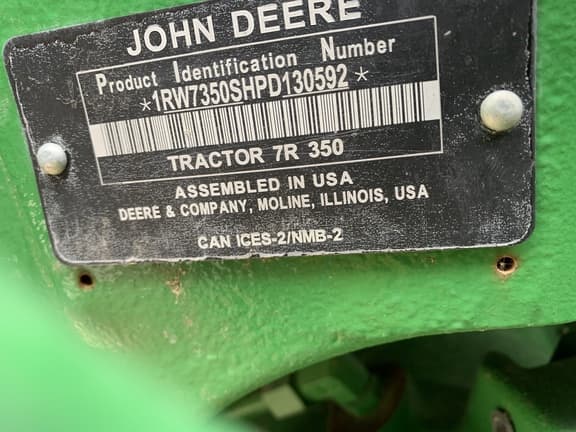 JOHN DEERE
Product Identification Number
*1RW7350SHPD130592*
TRACTOR 7R 350
ASSEMBLED IN USA
DEERE & COMPANY, MOLINE, ILLINOIS, USA
CAN ICES-2/NMB-2